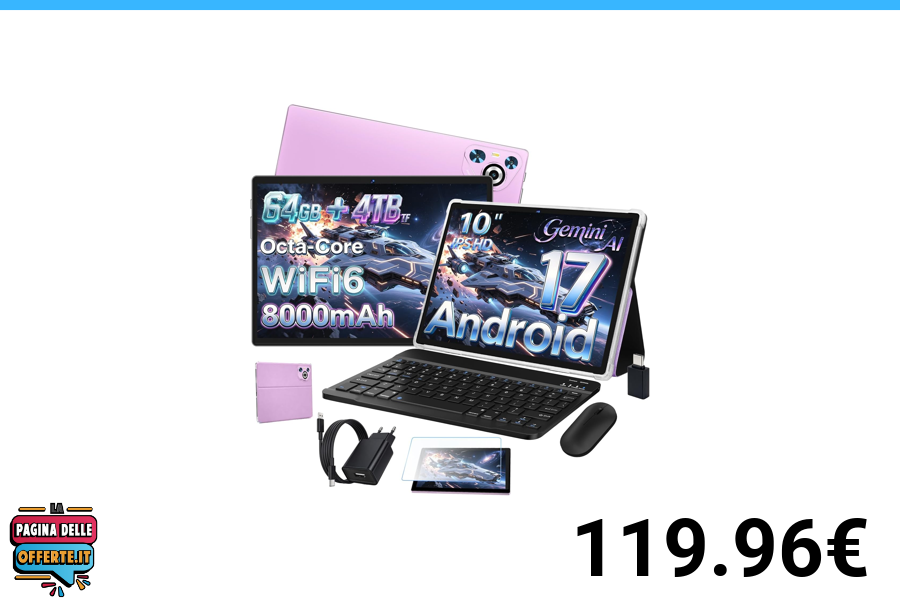 64GB + 4TB TF
Octa-Core
WiFi6
8000mAh
10"
IPS HD
Gemini AI
17
Android
LA
PAGINA DELLE
OFFERTE.IT
119.96€